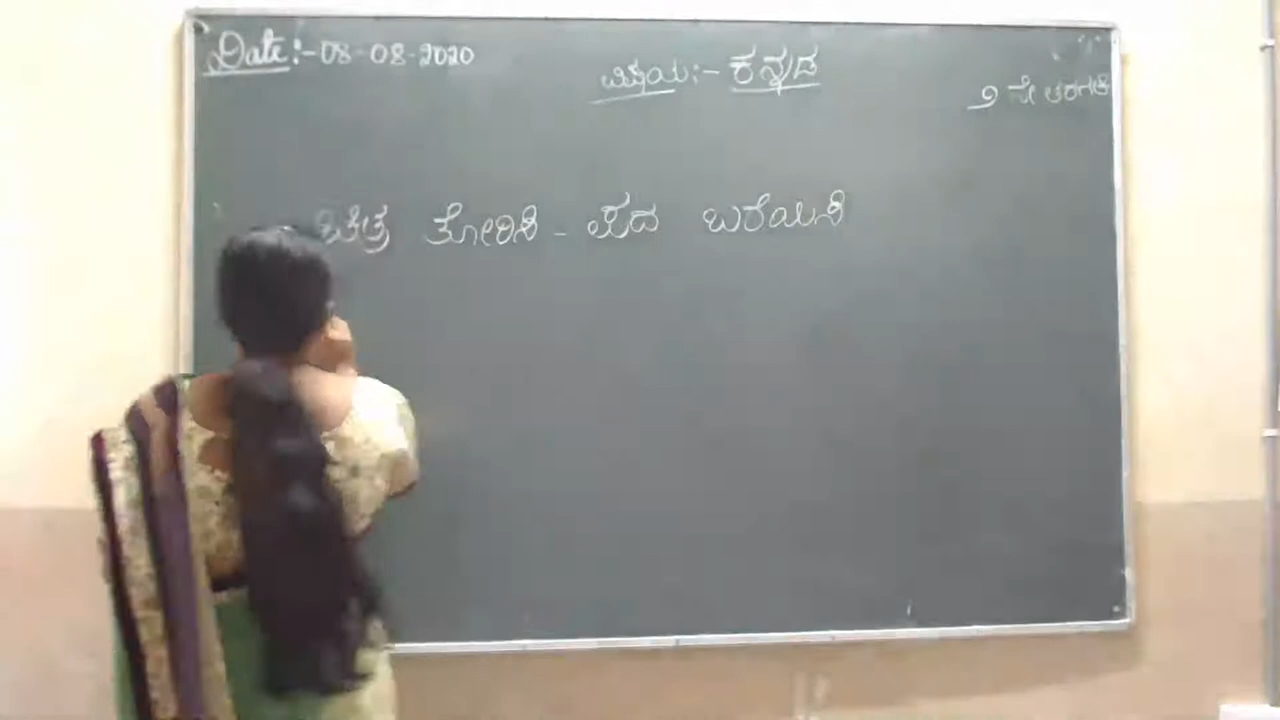 Date:-08-08-2020
ವಿಷಯ:- ಕನ್ನಡ
೨ ನೇ ತರಗತಿ
ತೋರಿಸಿ - ಪದ ಬರೆಯಿಸಿ